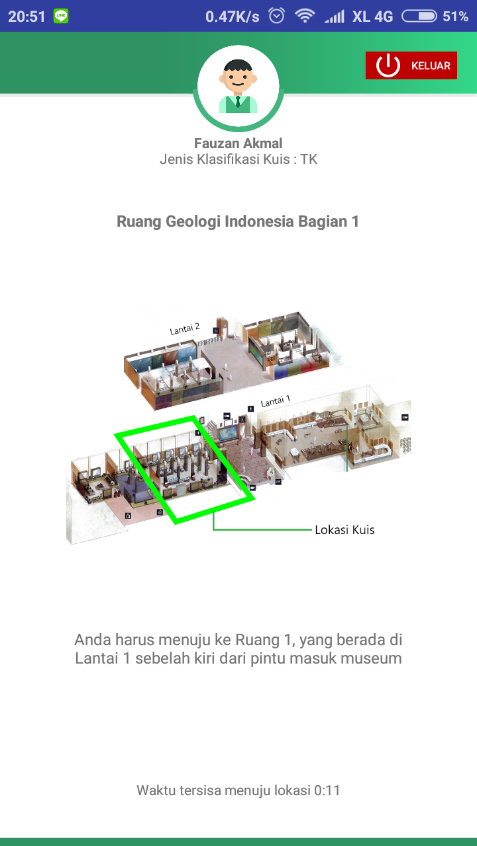 20:51 LINE 0.47K/s XL 4G 51%
KELUAR
Fauzan Akmal
Jenis Klasifikasi Kuis : TK
Ruang Geologi Indonesia Bagian 1
Lantai 2
Lantai 1
Lokasi Kuis
Anda harus menuju ke Ruang 1, yang berada di
Lantai 1 sebelah kiri dari pintu masuk museum
Waktu tersisa menuju lokasi 0:11